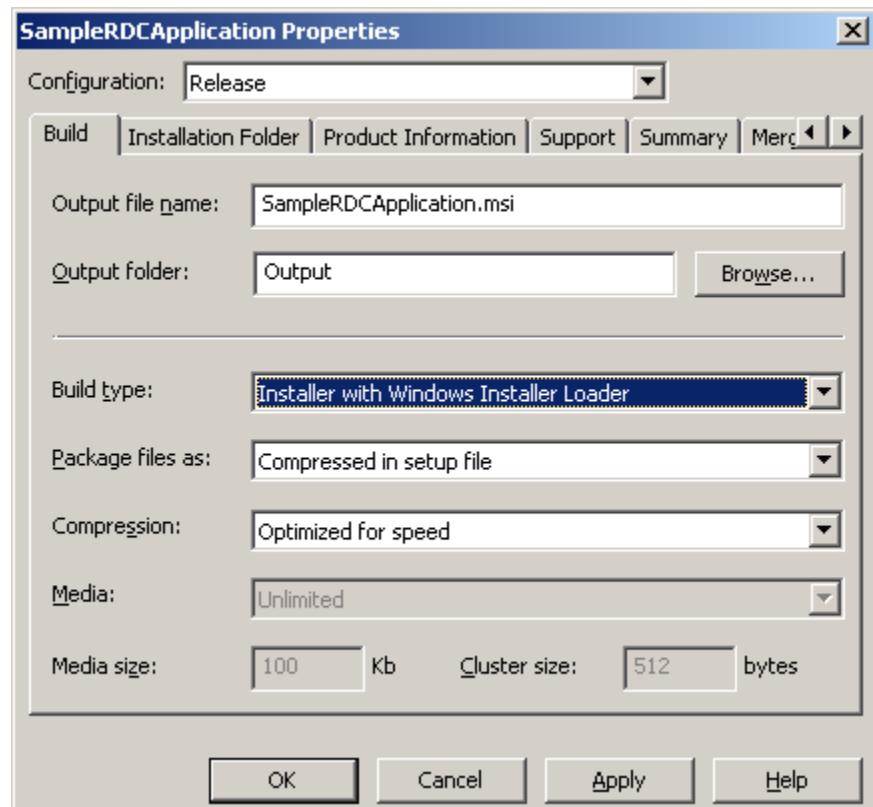 SampleRDCApplication Properties
Configuration: Release
Build Installation Folder Product Information Support Summary Merg
Output file name: SampleRDCApplication.msi
Output folder: Output Browse...
Build type: Installer with Windows Installer Loader
Package files as: Compressed in setup file
Compression: Optimized for speed
Media: Unlimited
Media size: 100 Kb Cluster size: 512 bytes
OK Cancel Apply Help